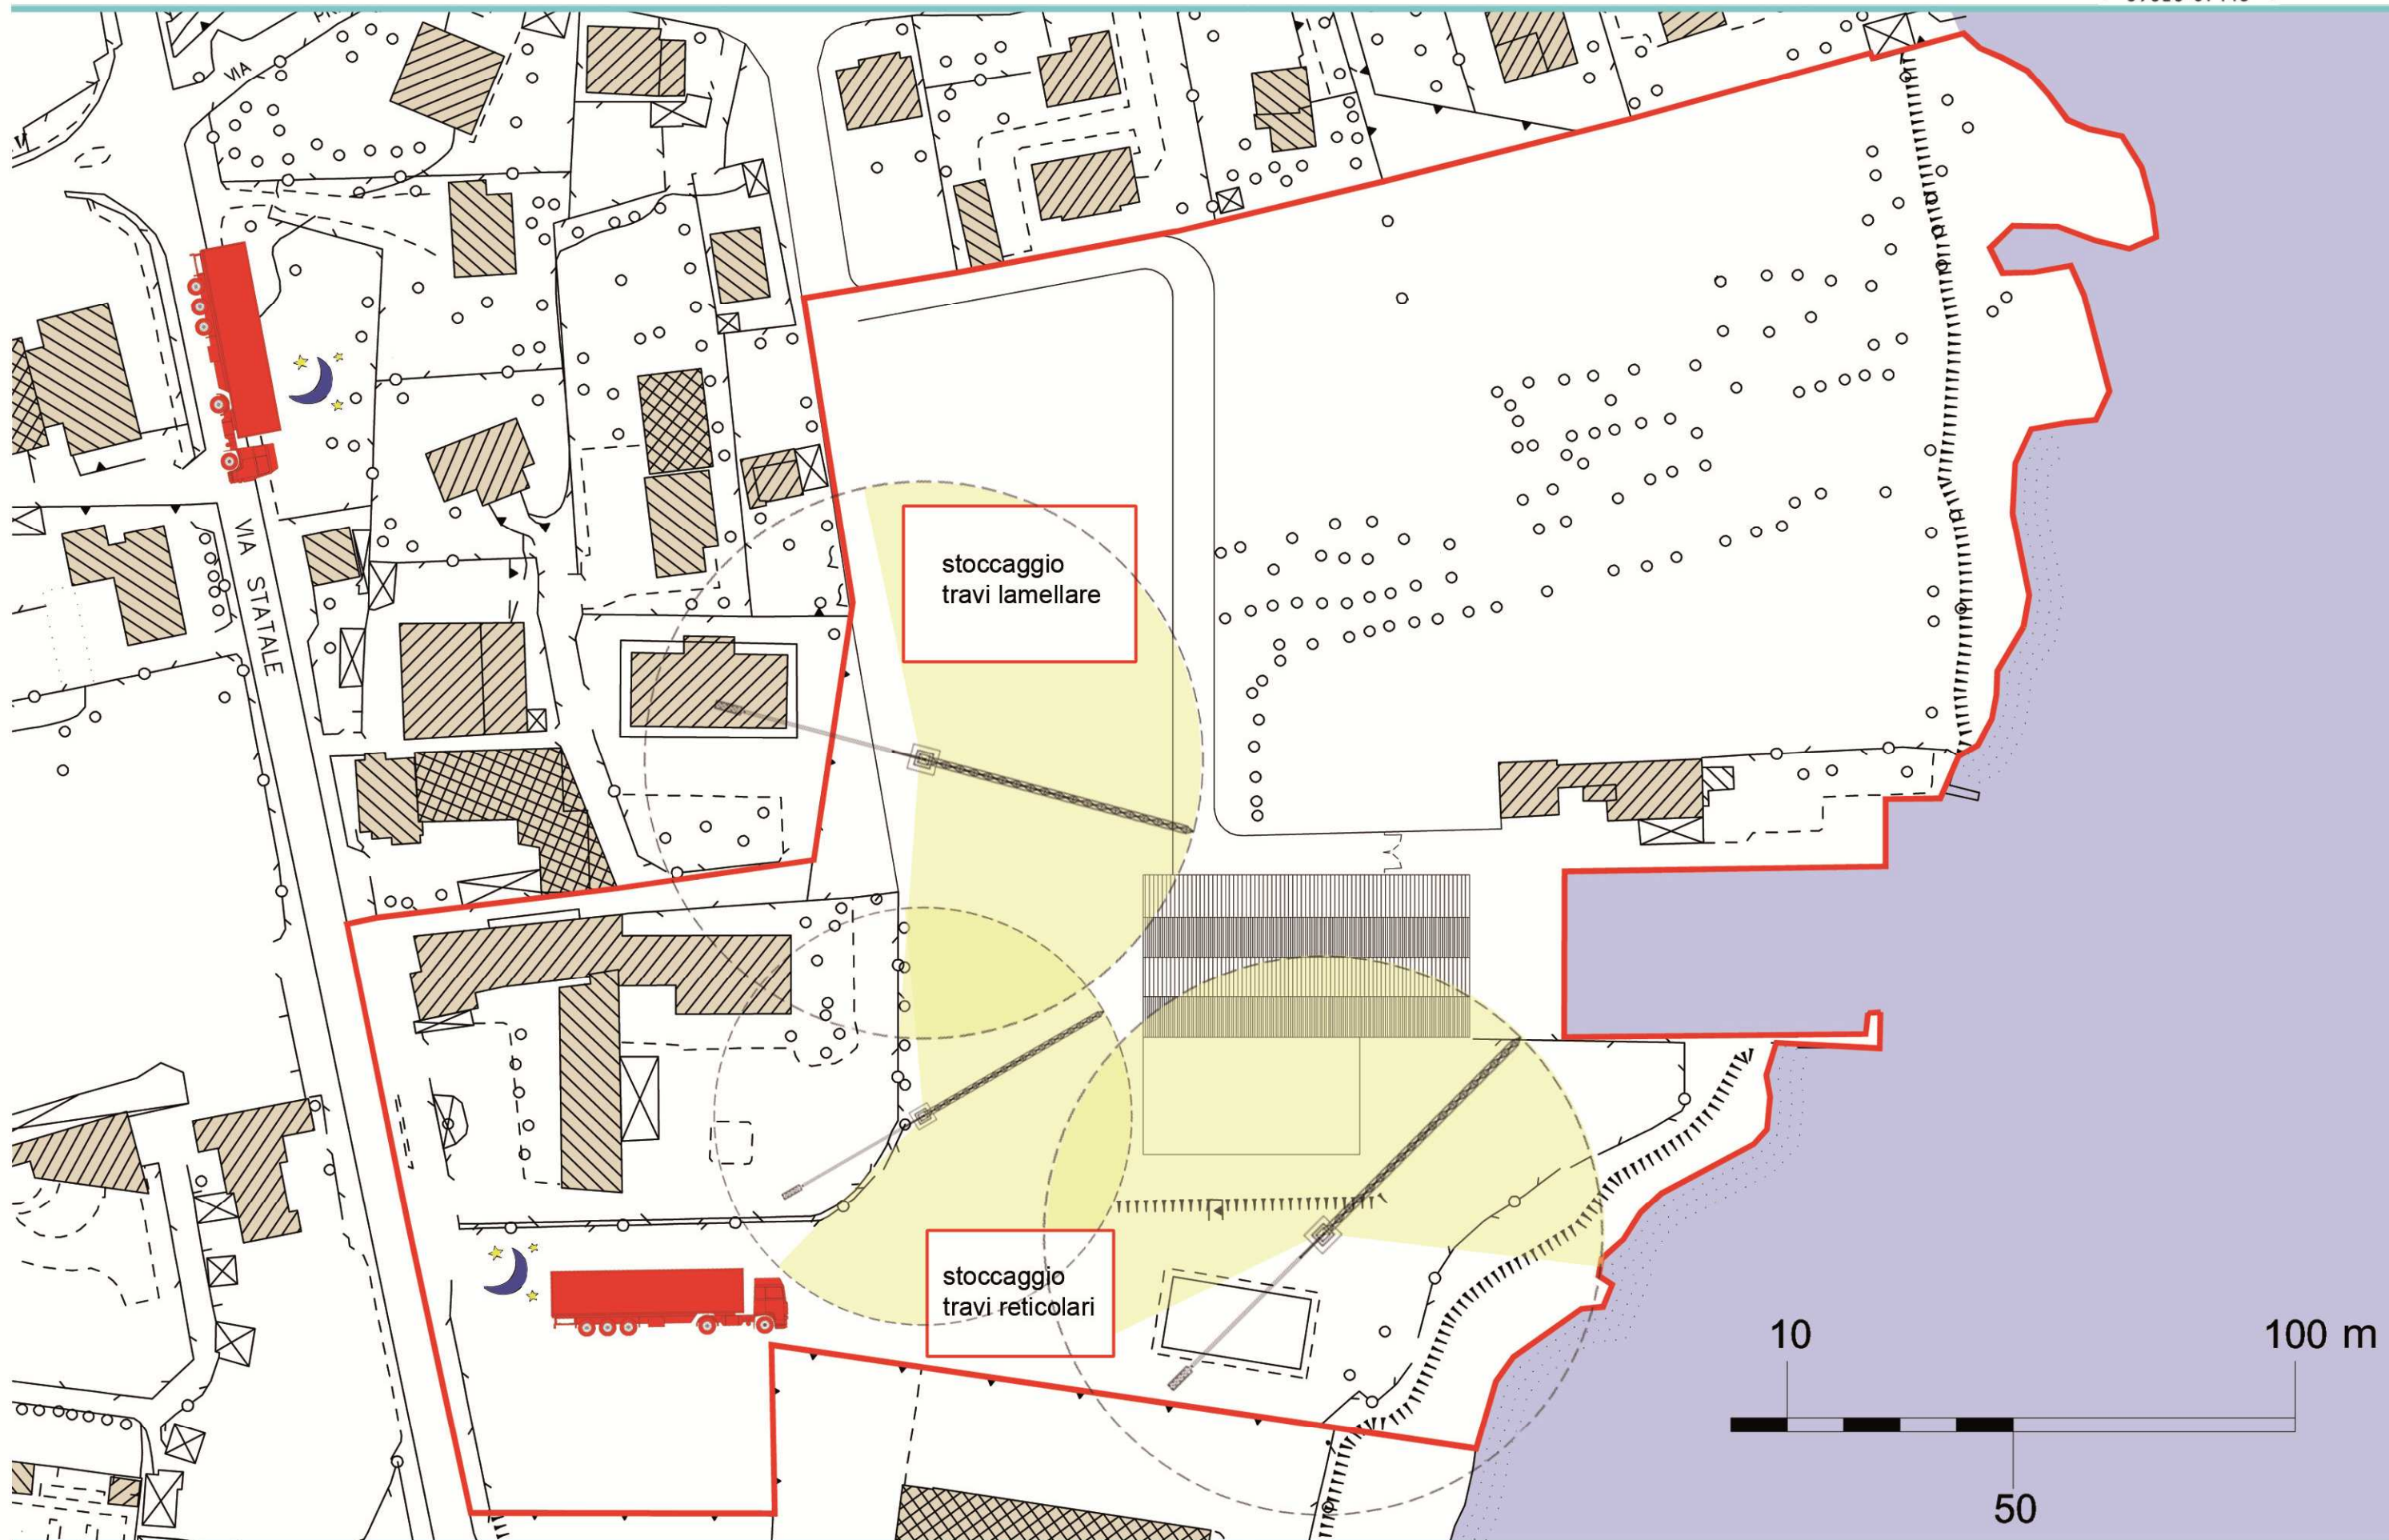 VIA
VIA STATALE
stoccaggio
travi lamellare
stoccaggio
travi reticolari
10
100 m
50